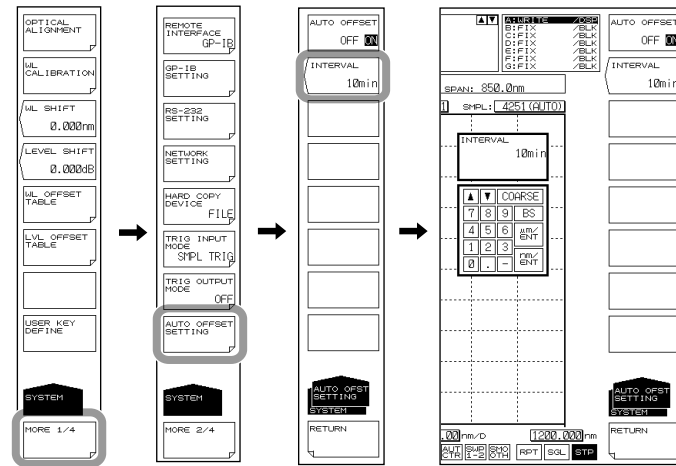 OPTICAL
ALIGNMENT
WL
CALIBRATION
WL SHIFT
0.000nm
LEVEL SHIFT
0.000dB
WL OFFSET
TABLE
LVL OFFSET
TABLE
USER KEY
DEFINE
SYSTEM
MORE 1/4
REMOTE
INTERFACE
GP-IB
GP-IB
SETTING
RS-232
SETTING
NETWORK
SETTING
HARD COPY
DEVICE
FILE
TRIG INPUT
MODE
SMPL TRIG
TRIG OUTPUT
MODE
OFF
AUTO OFFSET
SETTING
SYSTEM
MORE 2/4
AUTO OFFSET
OFF ON
INTERVAL
10min
AUTO OFST
SETTING
SYSTEM
RETURN
▲ ▼ A:WRITE /DSP
B:FIX /BLK
C:FIX /BLK
D:FIX /BLK
E:FIX /BLK
F:FIX /BLK
G:FIX /BLK
SPAN: 850.0nm
SMPL: 4251(AUTO)
INTERVAL
10min
▲ ▼ COARSE
7 8 9 BS
4 5 6 μm/ENT
1 2 3
0 . - nm/ENT
.00 nm/D 1200.000 nm
AUT CTR SWP 1-2 SMO OTH RPT SGL STP
AUTO OFFSET
OFF ON
INTERVAL
10min
AUTO OFST
SETTING
SYSTEM
RETURN